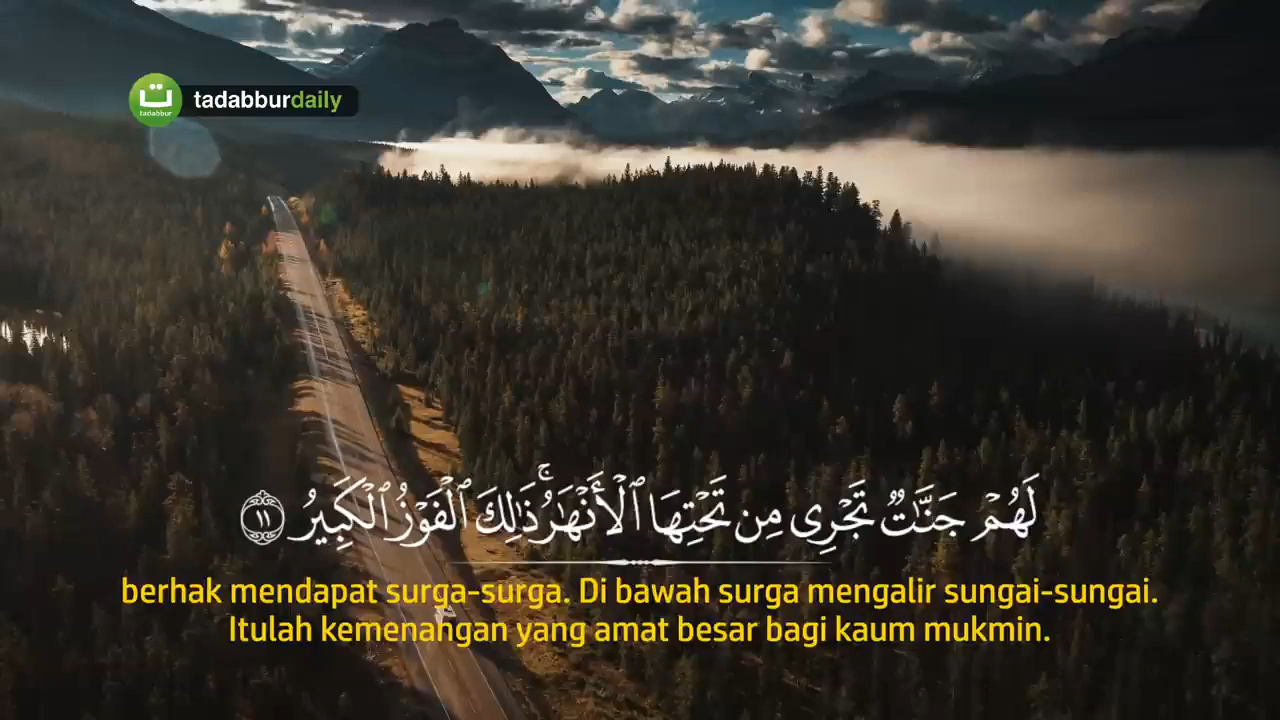 ت
tadabbur
tadabburdaily
لَهُمْ جَنَّـٰتٌ تَجْرِى مِن تَحْتِهَا ٱلْأَنْهَـٰرُ ۚ ذَٰلِكَ ٱلْفَوْزُ ٱلْكَبِيرُ ١١
berhak mendapat surga-surga. Di bawah surga mengalir sungai-sungai.
Itulah kemenangan yang amat besar bagi kaum mukmin.